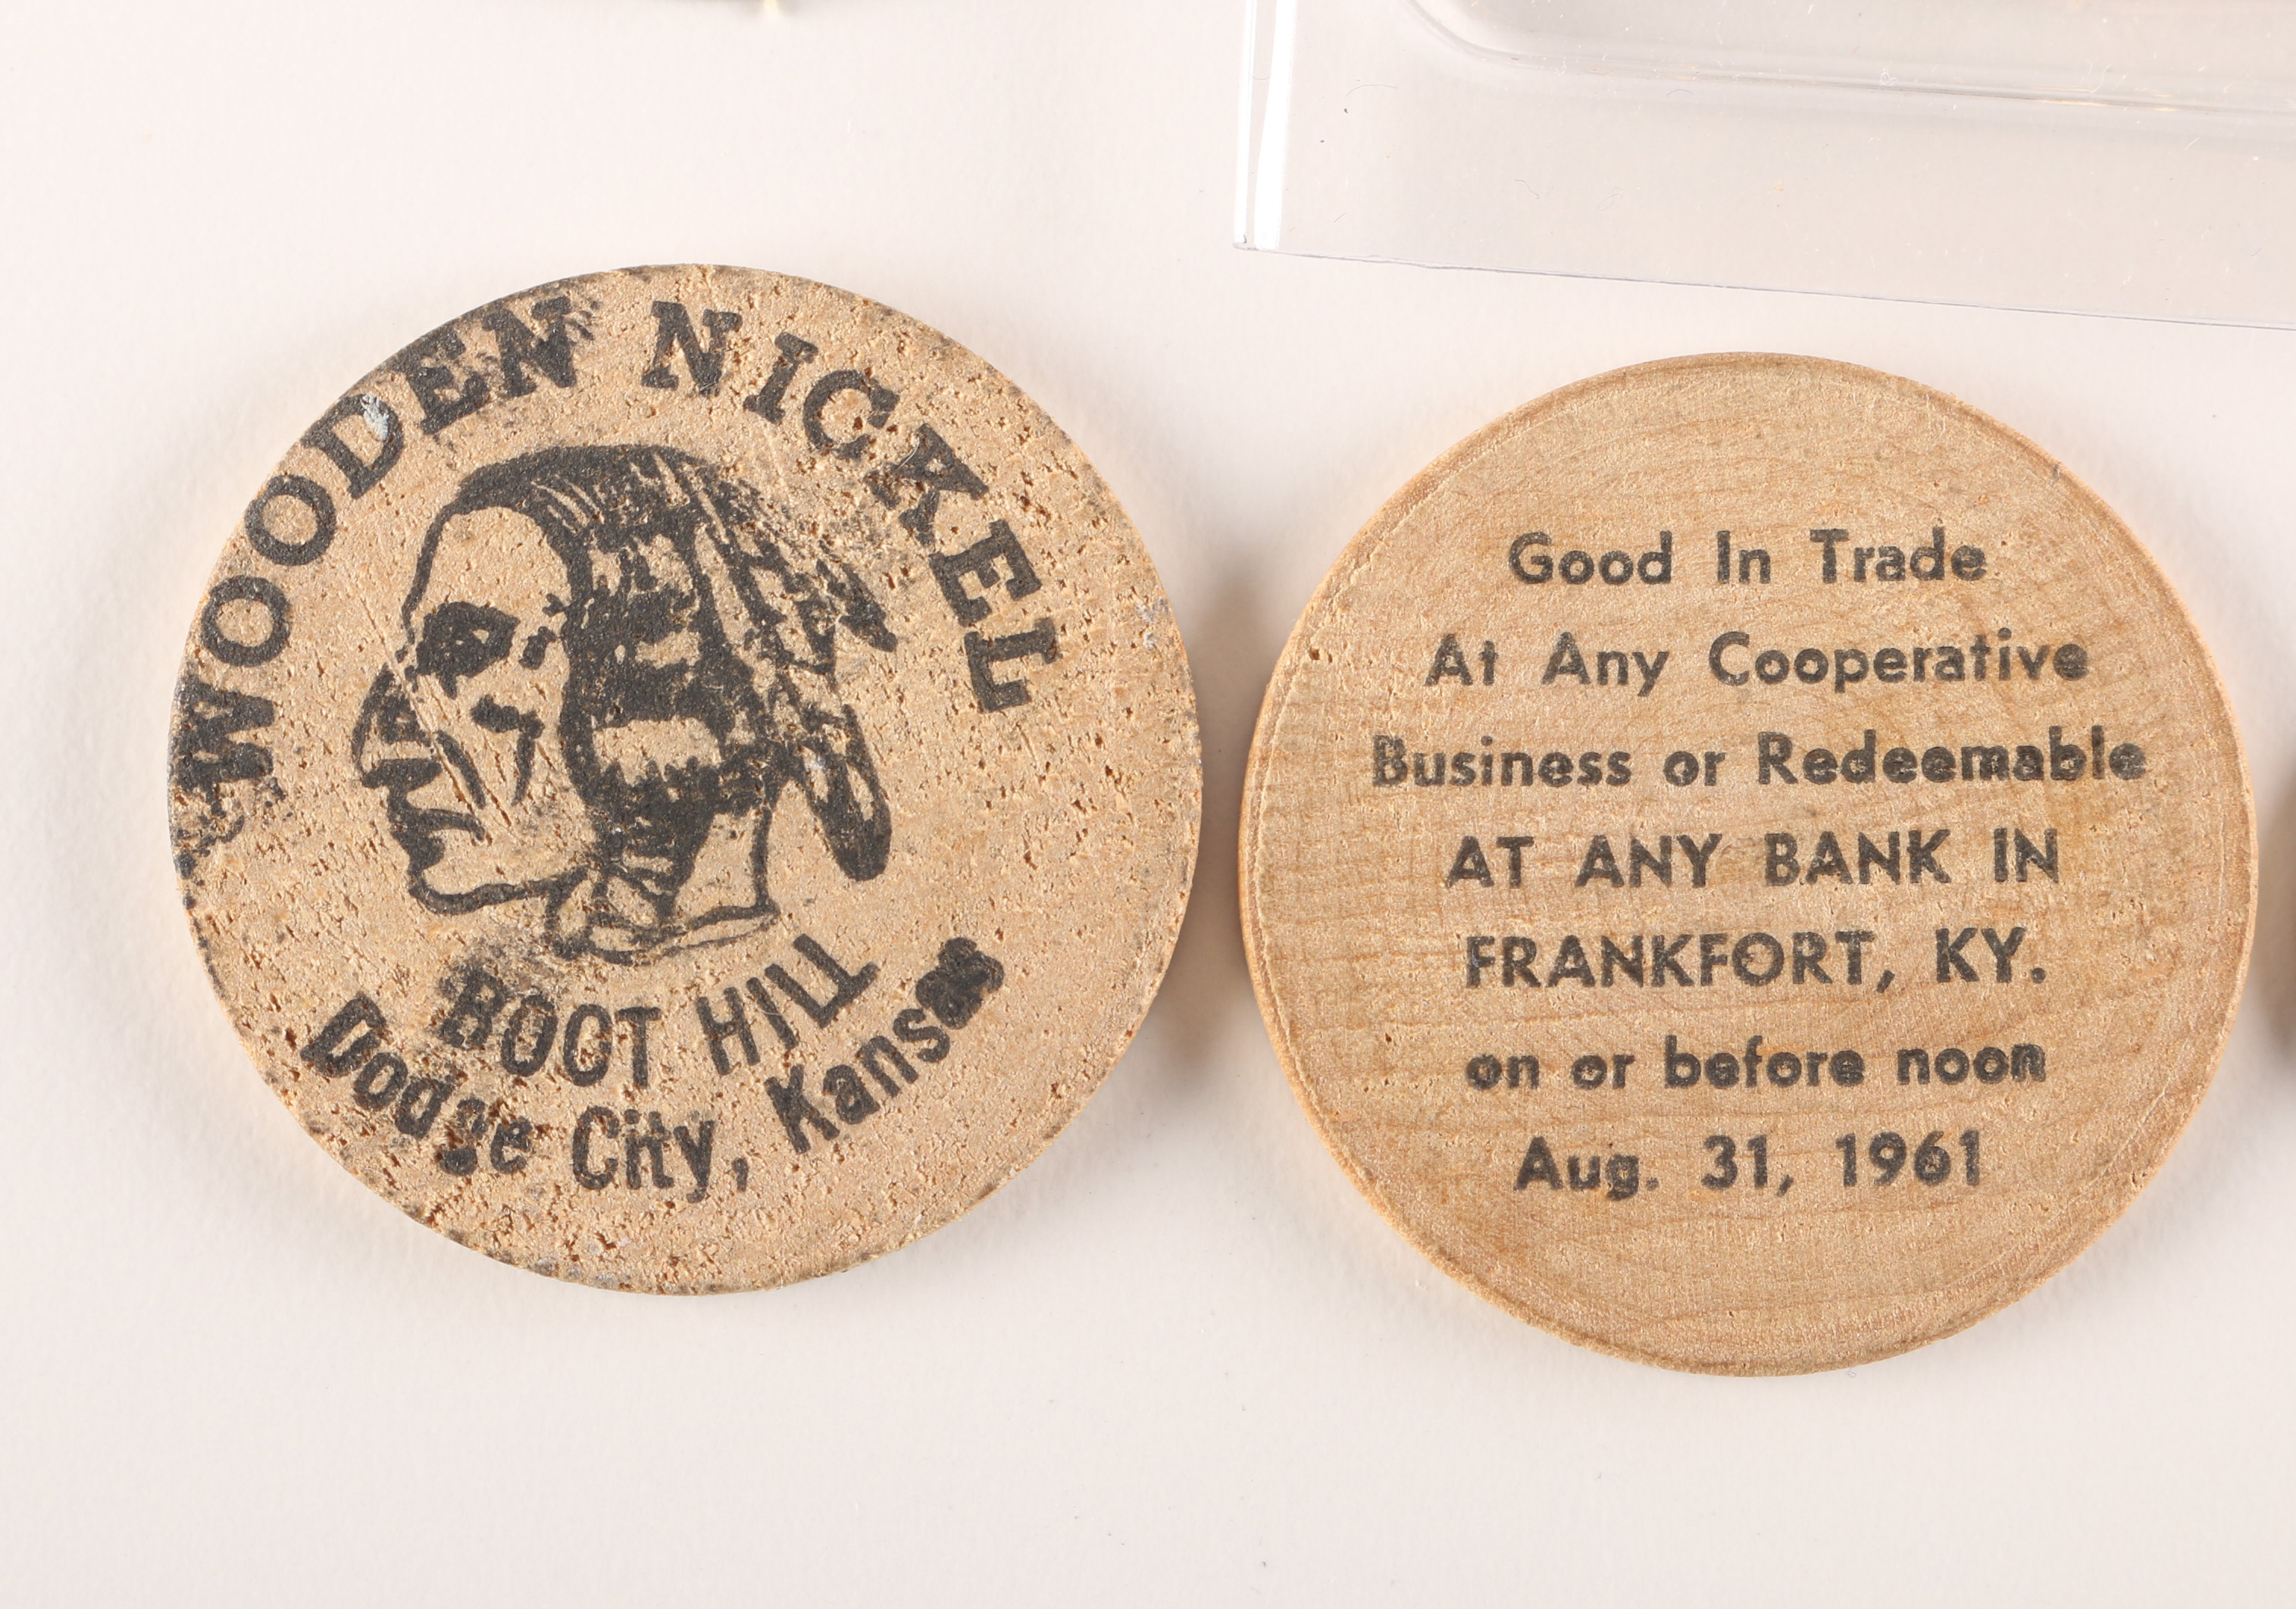 WOODEN NICKEL
BOOT HILL
Dodge City, Kansas
Good In Trade
At Any Cooperative
Business or Redeemable
AT ANY BANK IN
FRANKFORT, KY.
on or before noon
Aug. 31, 1961